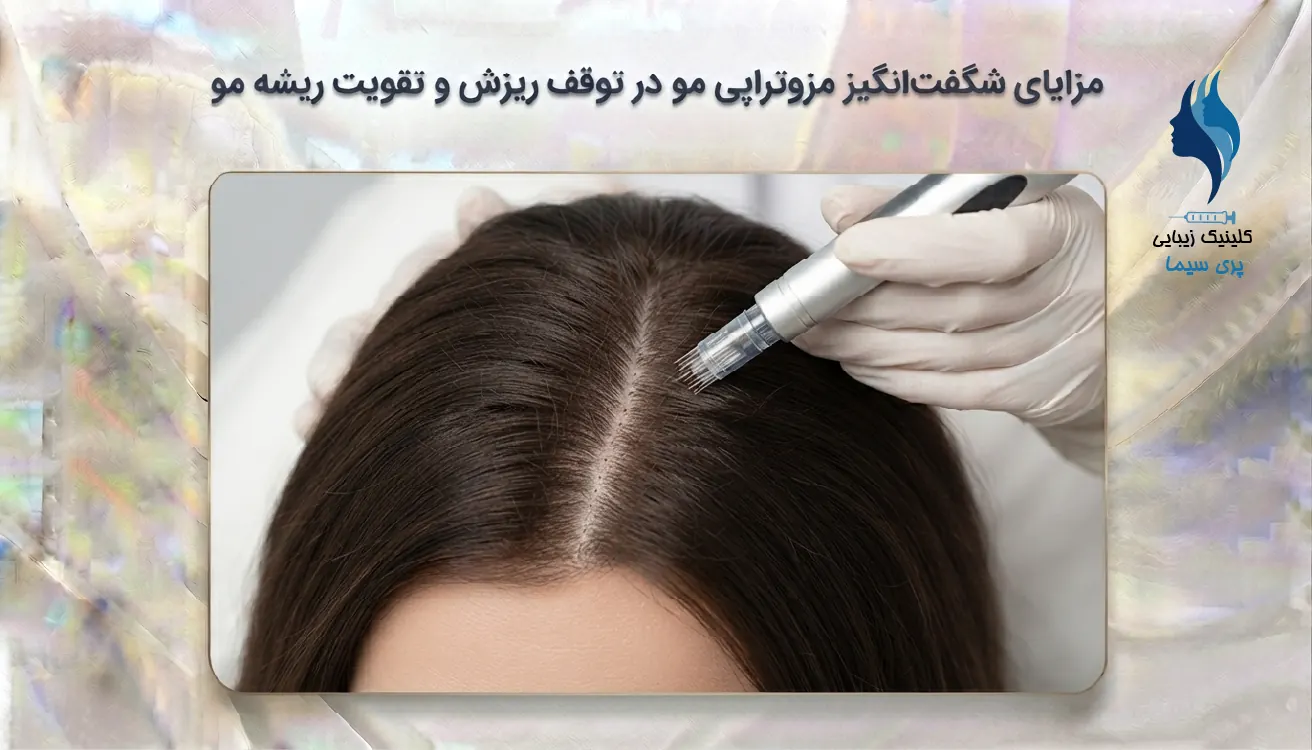 مزایای شگفت‌انگیز مزوتراپی مو در توقف ریزش و تقویت ریشه مو
کلینیک زیبایی
پری سیما